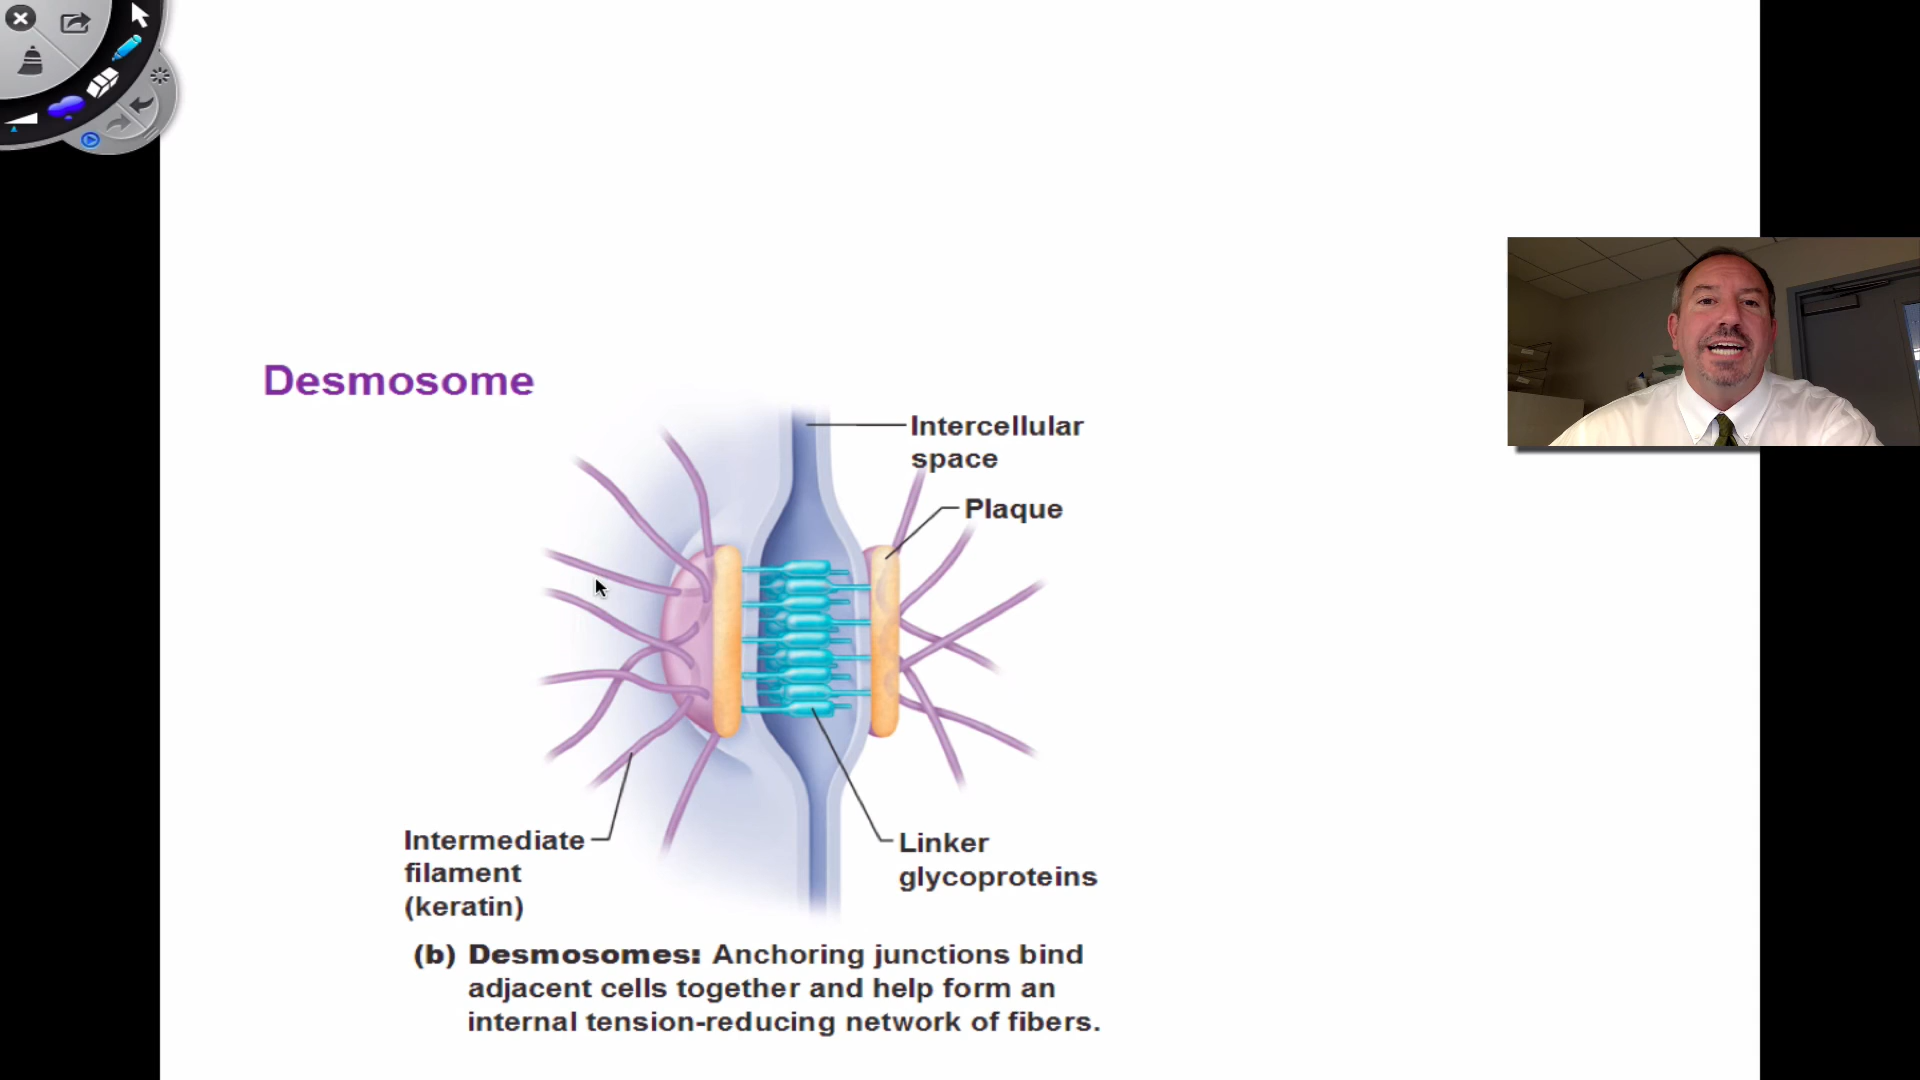 Desmosome
Intercellular
space
Plaque
Intermediate
filament
(keratin)
Linker
glycoproteins
(b) Desmosomes: Anchoring junctions bind
adjacent cells together and help form an
internal tension-reducing network of fibers.